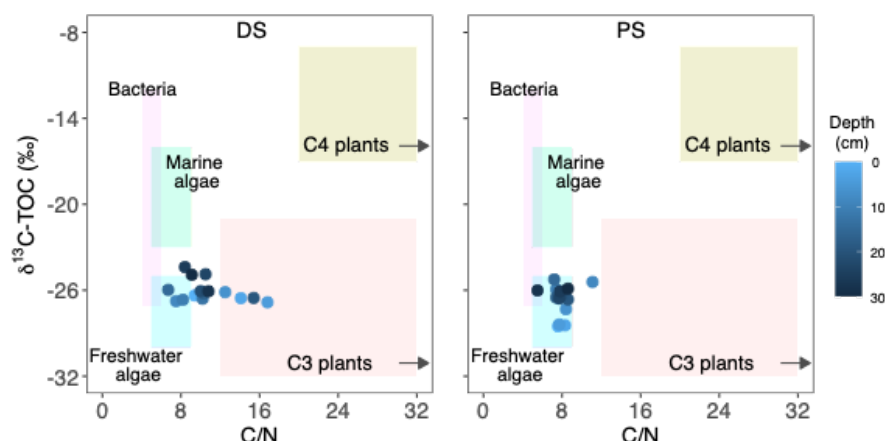 DS
PS
-8
-14
-20
-26
-32
δ¹³C-TOC (‰)
Bacteria
Marine
algae
Freshwater
algae
C4 plants
C3 plants
0
8
16
24
32
C/N
Bacteria
Marine
algae
Freshwater
algae
C4 plants
C3 plants
0
8
16
24
32
C/N
Depth
(cm)
0
10
20
30